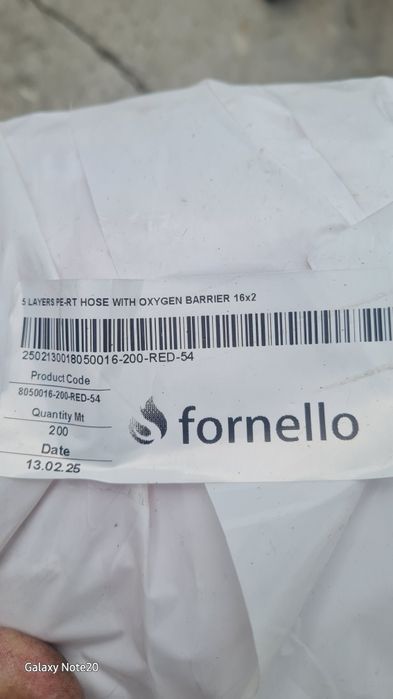 5 LAYERS PE-RT HOSE WITH OXYGEN BARRIER 16x2
2502130018050016-200-RED-54
Product Code
8050016-200-RED-54
Quantity Mt
200
Date
13.02.25
fornello
Galaxy Note20